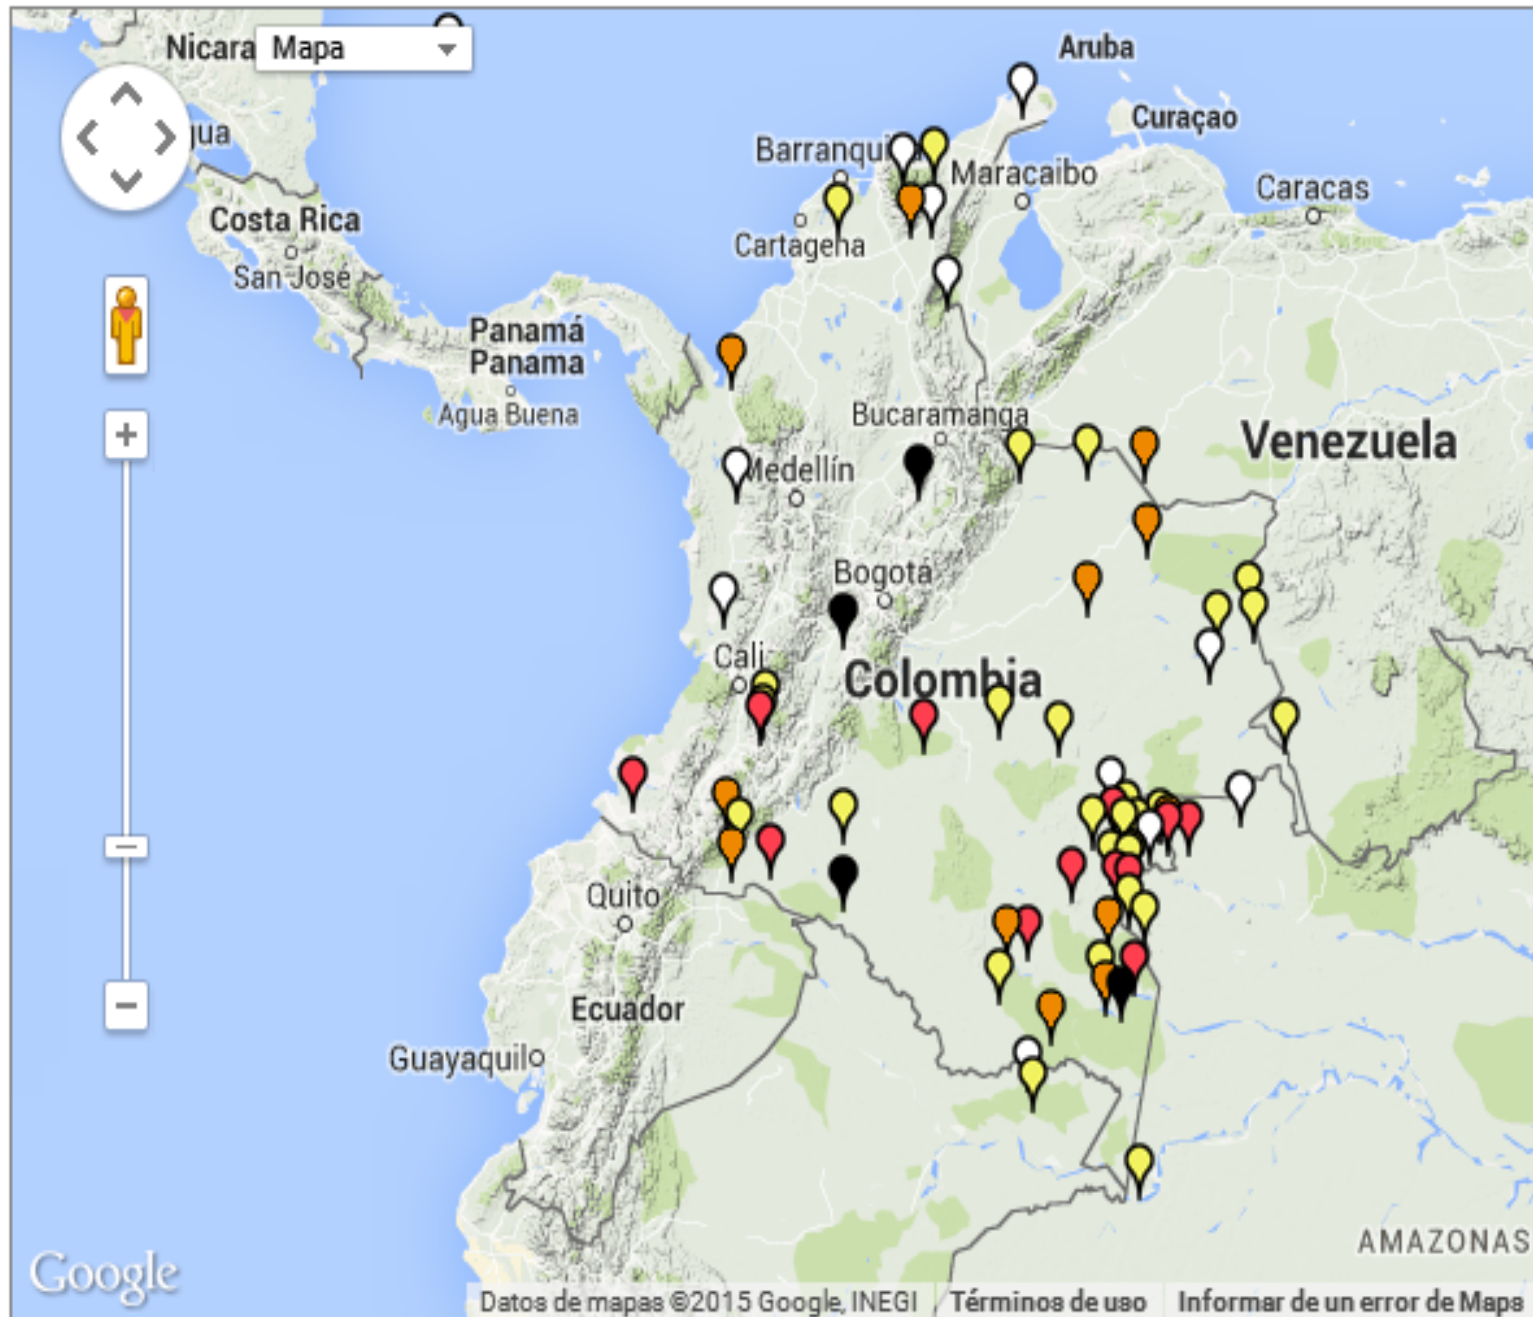 Nicara
Mapa
Aruba
gua
Curaçao
Barranqui
Maracaibo
Caracas
Costa Rica
Cartagena
San José
Panamá
Panama
Agua Buena
Bucaramanga
Venezuela
Medellín
Bogotá
Cali
Colombia
Quito
Ecuador
Guayaquil
AMAZONAS
Google
Datos de mapas ©2015 Google, INEGI
Términos de uso
Informar de un error de Maps